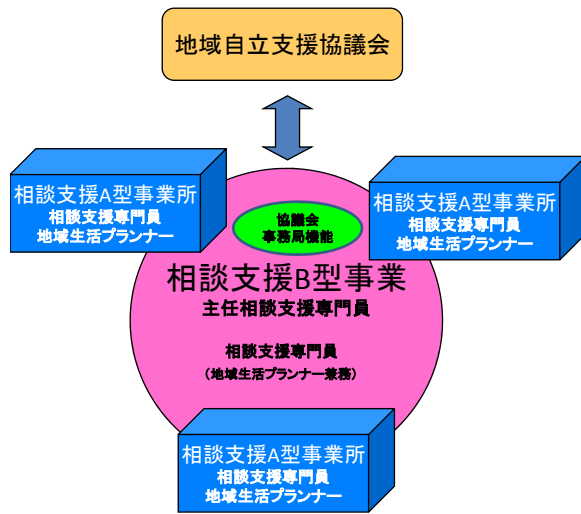 地域自立支援協議会
相談支援A型事業所
相談支援専門員
地域生活プランナー
相談支援A型事業所
相談支援専門員
地域生活プランナー
協議会
事務局機能
相談支援B型事業
主任相談支援専門員
相談支援専門員
（地域生活プランナー兼務）
相談支援A型事業所
相談支援専門員
地域生活プランナー